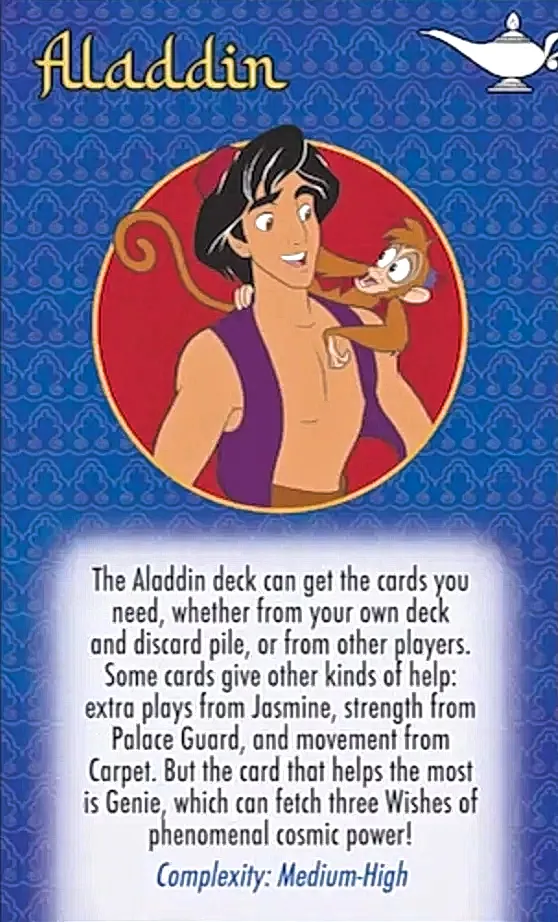 Aladdin
The Aladdin deck can get the cards you
need, whether from your own deck
and discard pile, or from other players.
Some cards give other kinds of help:
extra plays from Jasmine, strength from
Palace Guard, and movement from
Carpet. But the card that helps the most
is Genie, which can fetch three Wishes of
phenomenal cosmic power!
Complexity: Medium-High